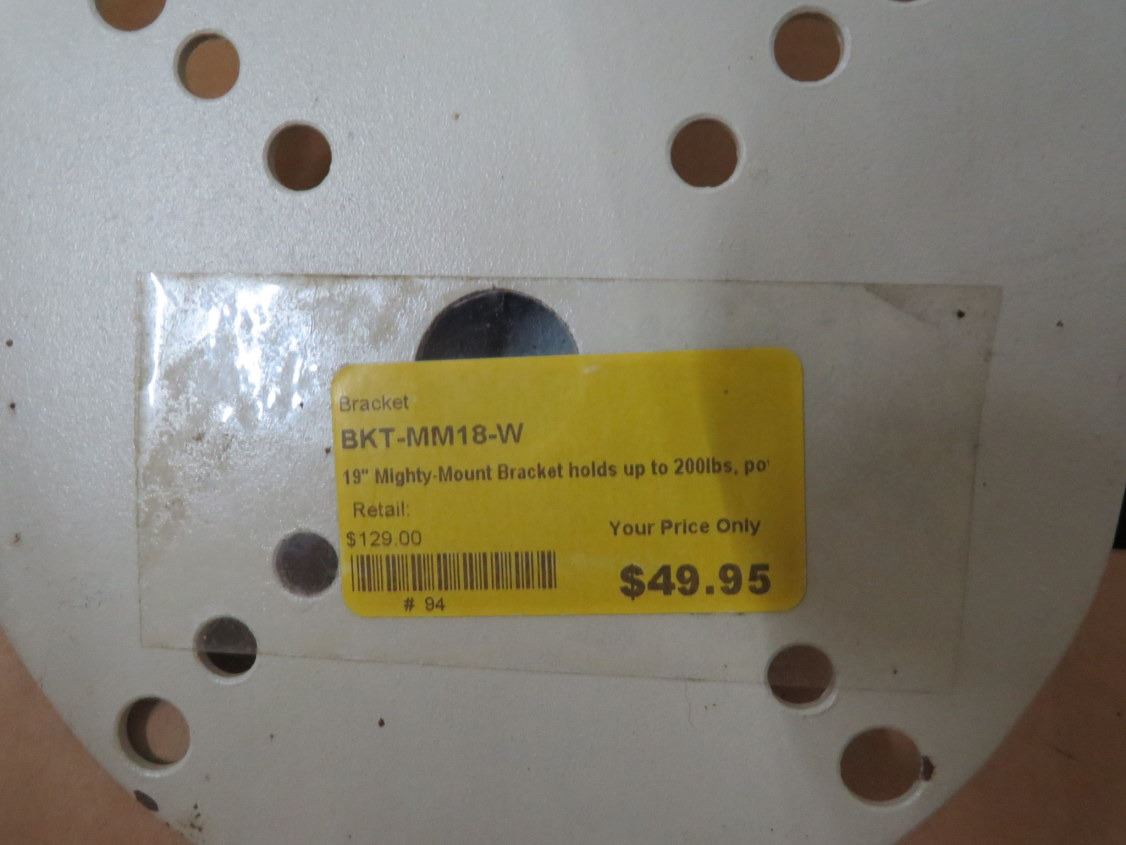 Bracket
BKT-MM18-W
19" Mighty-Mount Bracket holds up to 200lbs, po
Retail:
$129.00
Your Price Only
$49.95
# 94